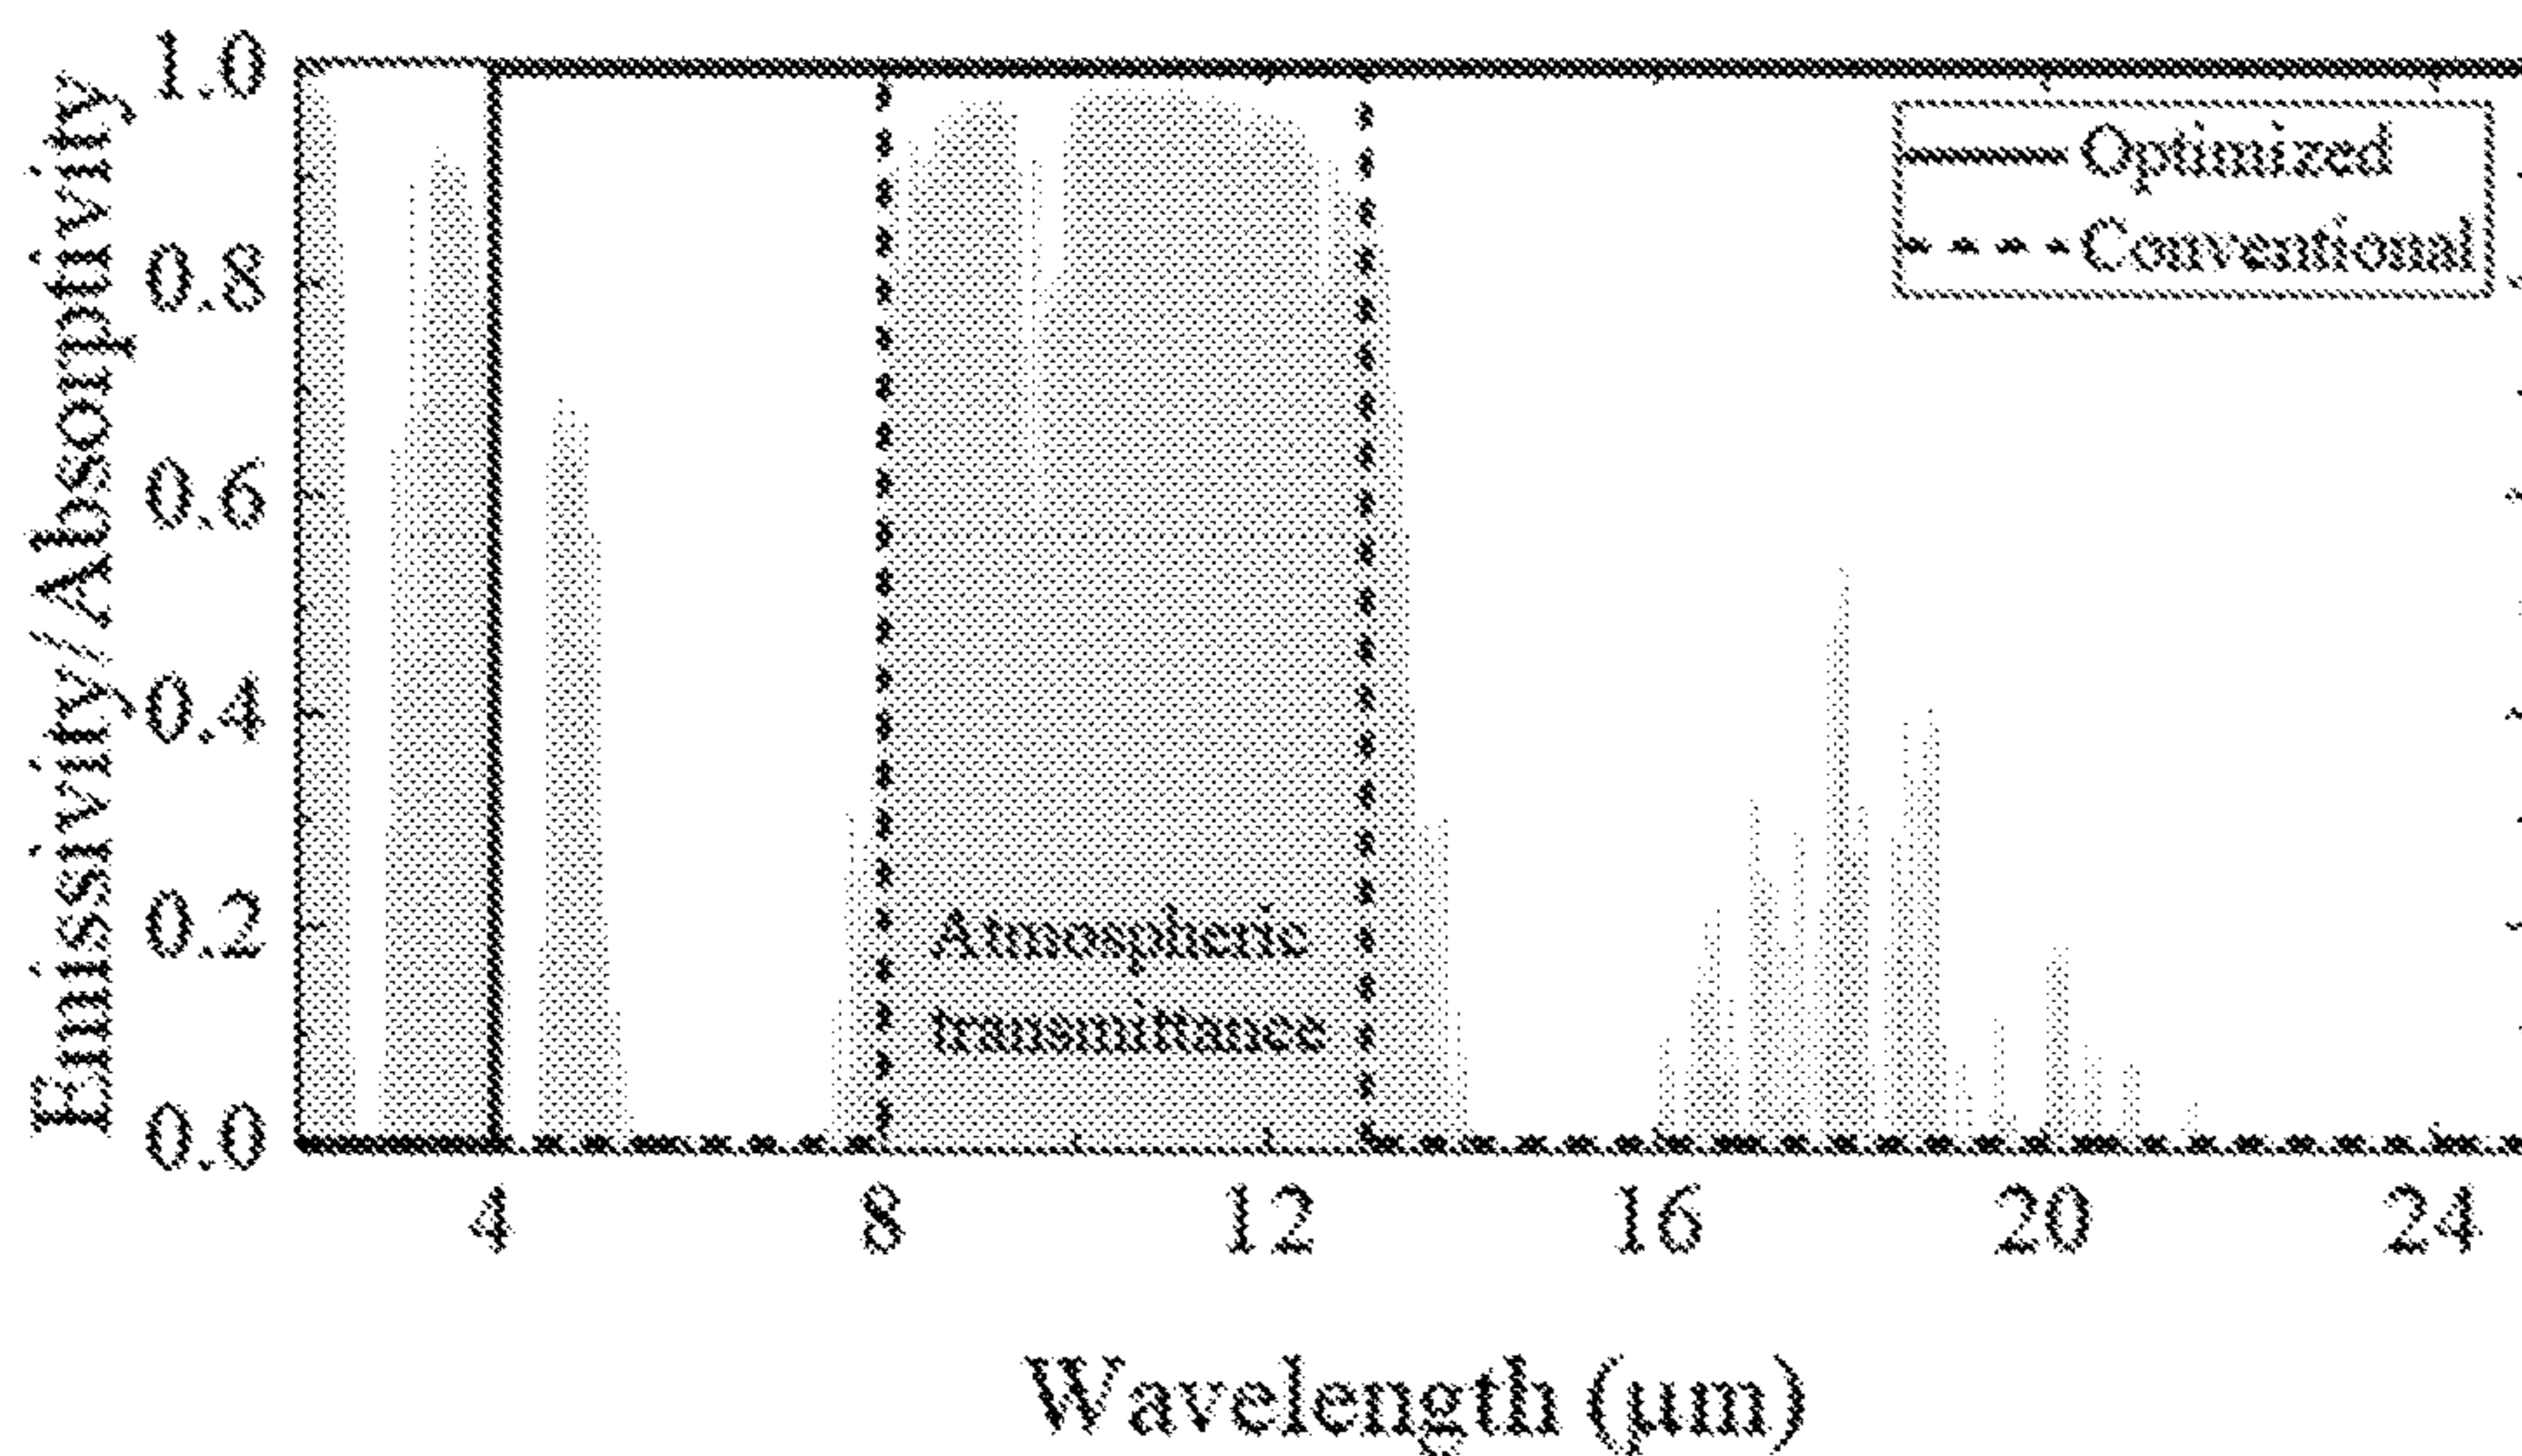 Emissivity/Absorptivity
1.0
0.8
0.6
0.4
0.2
0.0
Optimized
Conventional
Atmospheric
transmittance
4 8 12 16 20 24
Wavelength (μm)